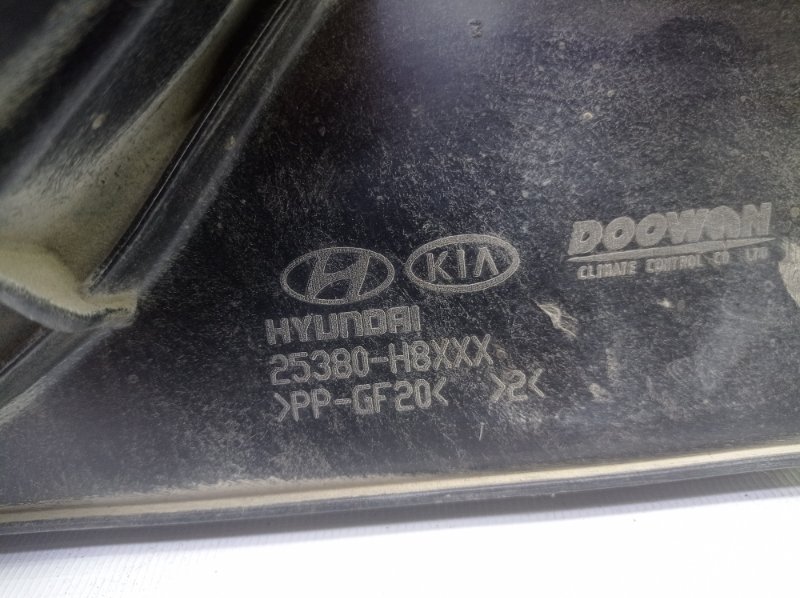 H KIA
HYUNDAI
25380-H8XXX
>PP-GF20< >2<
DOOWON
CLIMATE CONTROL CO LTD